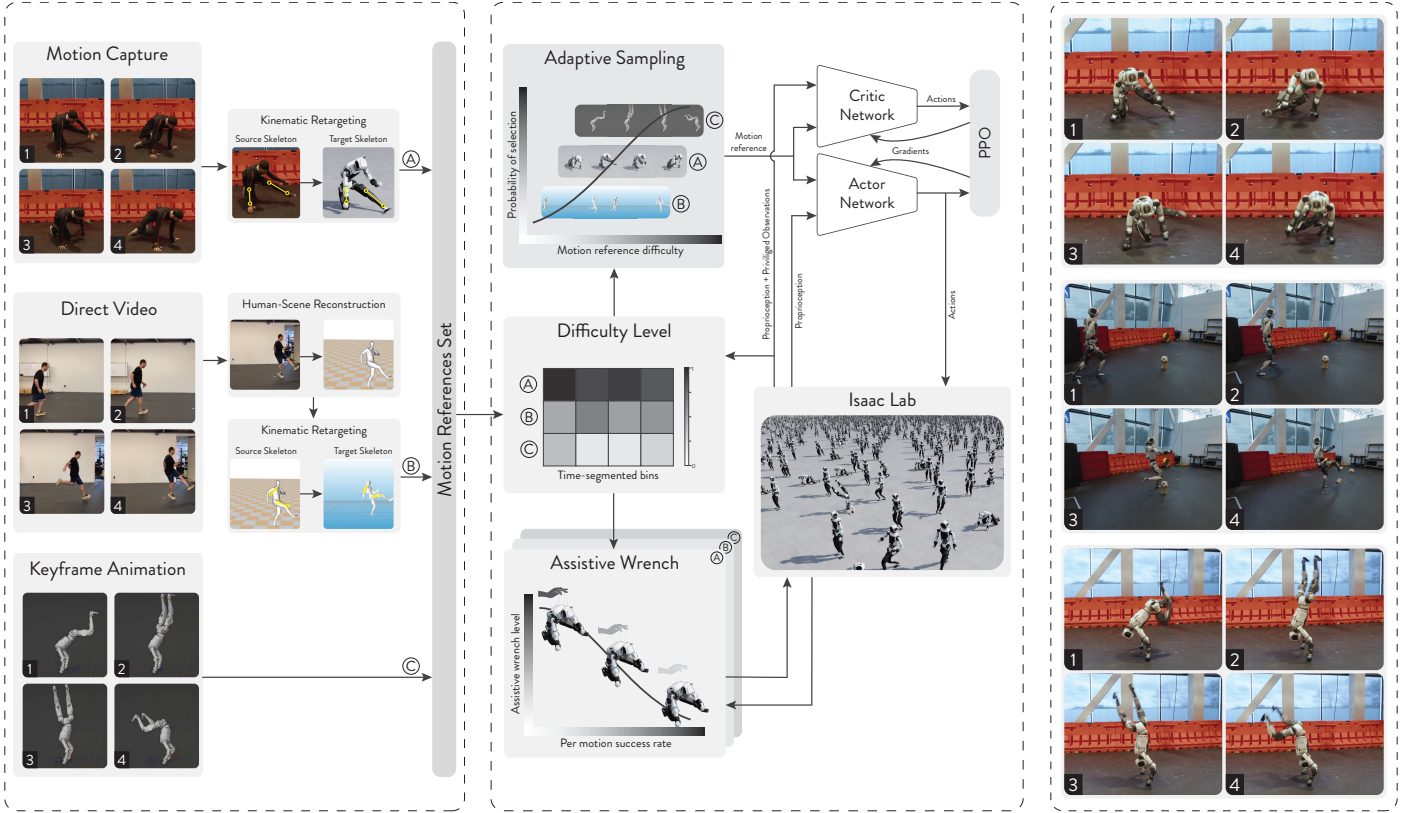 Motion Capture
1
2
3
4
Kinematic Retargeting
Source Skeleton
Target Skeleton
A
Direct Video
1
2
3
4
Human-Scene Reconstruction
Kinematic Retargeting
Source Skeleton
Target Skeleton
B
Keyframe Animation
1
2
3
4
C
Motion References Set
Adaptive Sampling
Probability of selection
C
A
B
Motion reference difficulty
Motion
reference
Critic
Network
Actor
Network
Actions
Gradients
PPO
Proprioception + Priviliged Observations
Proprioception
Actions
Difficulty Level
A
B
C
1
0
Time-segmented bins
Assistive Wrench
A
B
C
Assistive wrench level
Per motion success rate
Isaac Lab
1
2
3
4
1
2
3
4
1
2
3
4